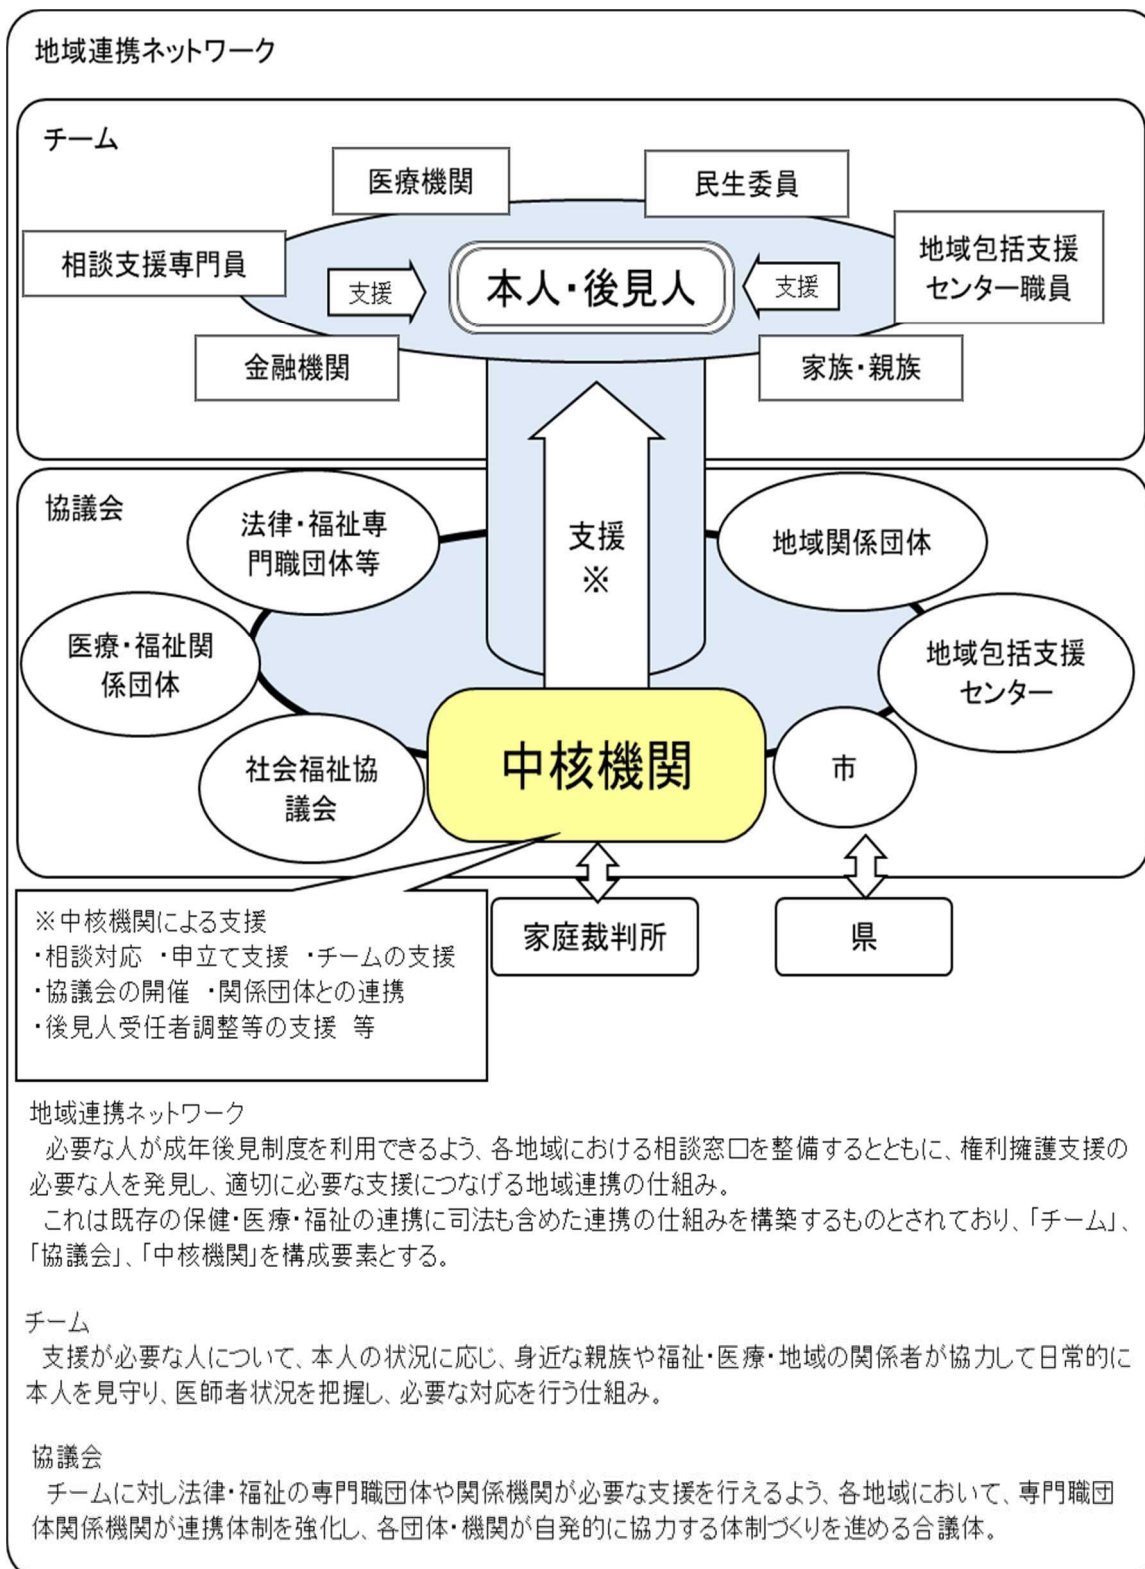 地域連携ネットワーク
チーム
医療機関
民生委員
相談支援専門員
地域包括支援
センター職員
支援
本人・後見人
支援
金融機関
家族・親族
協議会
法律・福祉専
門職団体等
支援
※
地域関係団体
医療・福祉関
係団体
地域包括支援
センター
社会福祉協
議会
中核機関
市
家庭裁判所
県
※中核機関による支援
・相談対応 ・申立て支援 ・チームの支援
・協議会の開催 ・関係団体との連携
・後見人受任者調整等の支援 等
地域連携ネットワーク
必要な人が成年後見制度を利用できるよう、各地域における相談窓口を整備するとともに、権利擁護支援の
必要な人を発見し、適切に必要な支援につなげる地域連携の仕組み。
これは既存の保健・医療・福祉の連携に司法も含めた連携の仕組みを構築するものとされており、「チーム」、
「協議会」、「中核機関」を構成要素とする。
チーム
支援が必要な人について、本人の状況に応じ、身近な親族や福祉・医療・地域の関係者が協力して日常的に
本人を見守り、医師者状況を把握し、必要な対応を行う仕組み。
協議会
チームに対し法律・福祉の専門職団体や関係機関が必要な支援を行えるよう、各地域において、専門職団
体関係機関が連携体制を強化し、各団体・機関が自発的に協力する体制づくりを進める合議体。